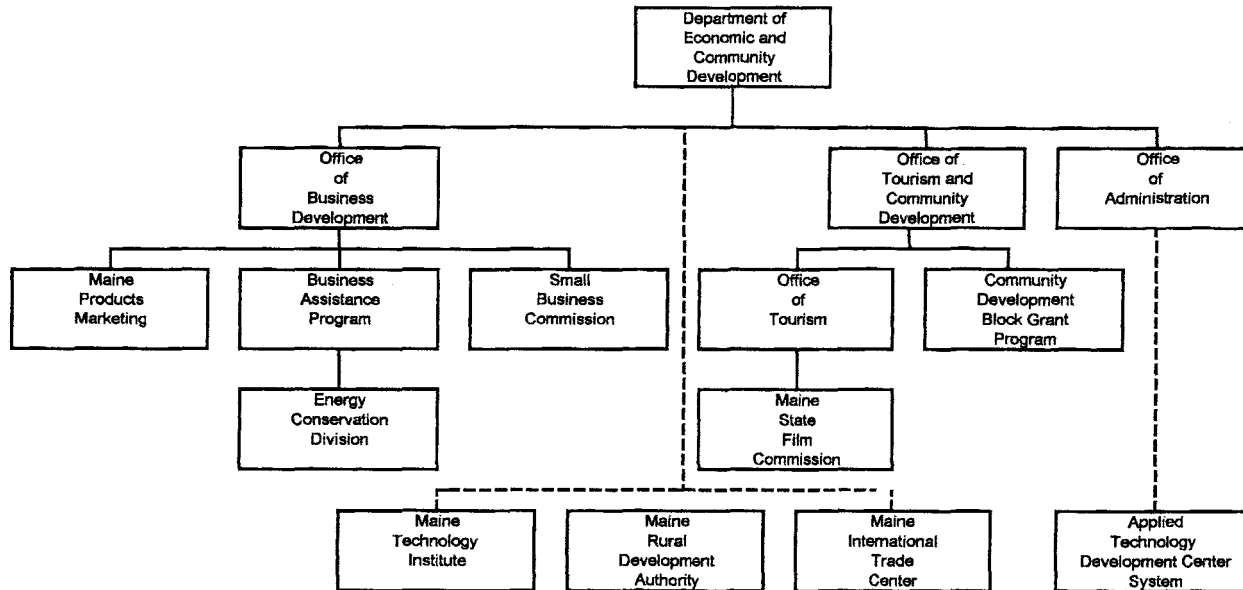 Department of
Economic and
Community
Development
Office
of
Business
Development
Office of
Tourism and
Community
Development
Office
of
Administration
Maine
Products
Marketing
Business
Assistance
Program
Small
Business
Commission
Office
of
Tourism
Community
Development
Block Grant
Program
Energy
Conservation
Division
Maine
State
Film
Commission
Maine
Technology
Institute
Maine
Rural
Development
Authority
Maine
International
Trade
Center
Applied
Technology
Development Center
System